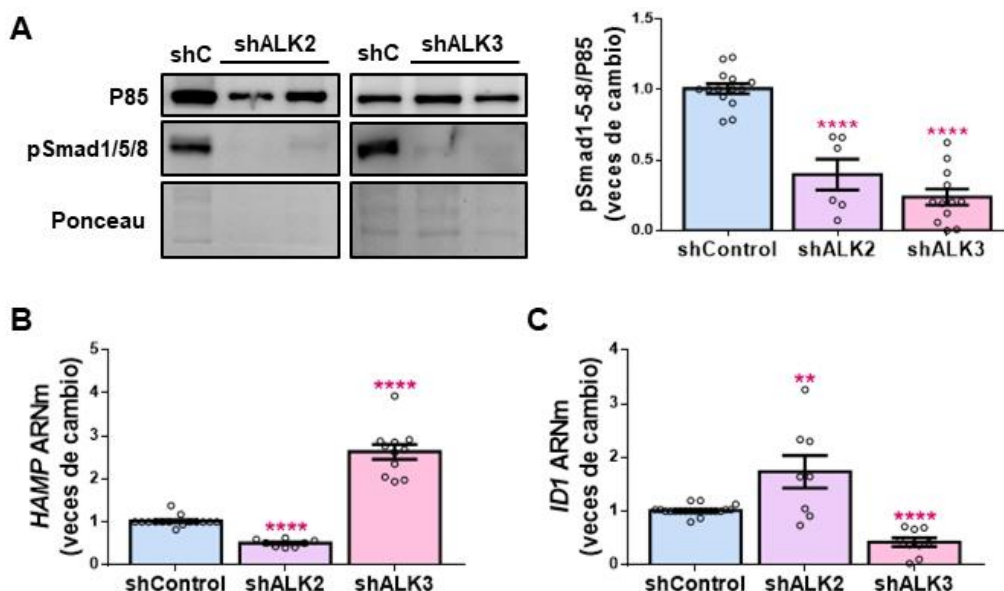 A
shC shALK2
shC shALK3
P85
pSmad1/5/8
Ponceau
pSmad1-5-8/P85
(veces de cambio)
1.5
1.0
0.5
0.0
****
****
shControl shALK2 shALK3
B
HAMP ARNm
(veces de cambio)
5
4
3
2
1
0
****
****
shControl shALK2 shALK3
C
ID1 ARNm
(veces de cambio)
4
3
2
1
0
**
****
shControl shALK2 shALK3